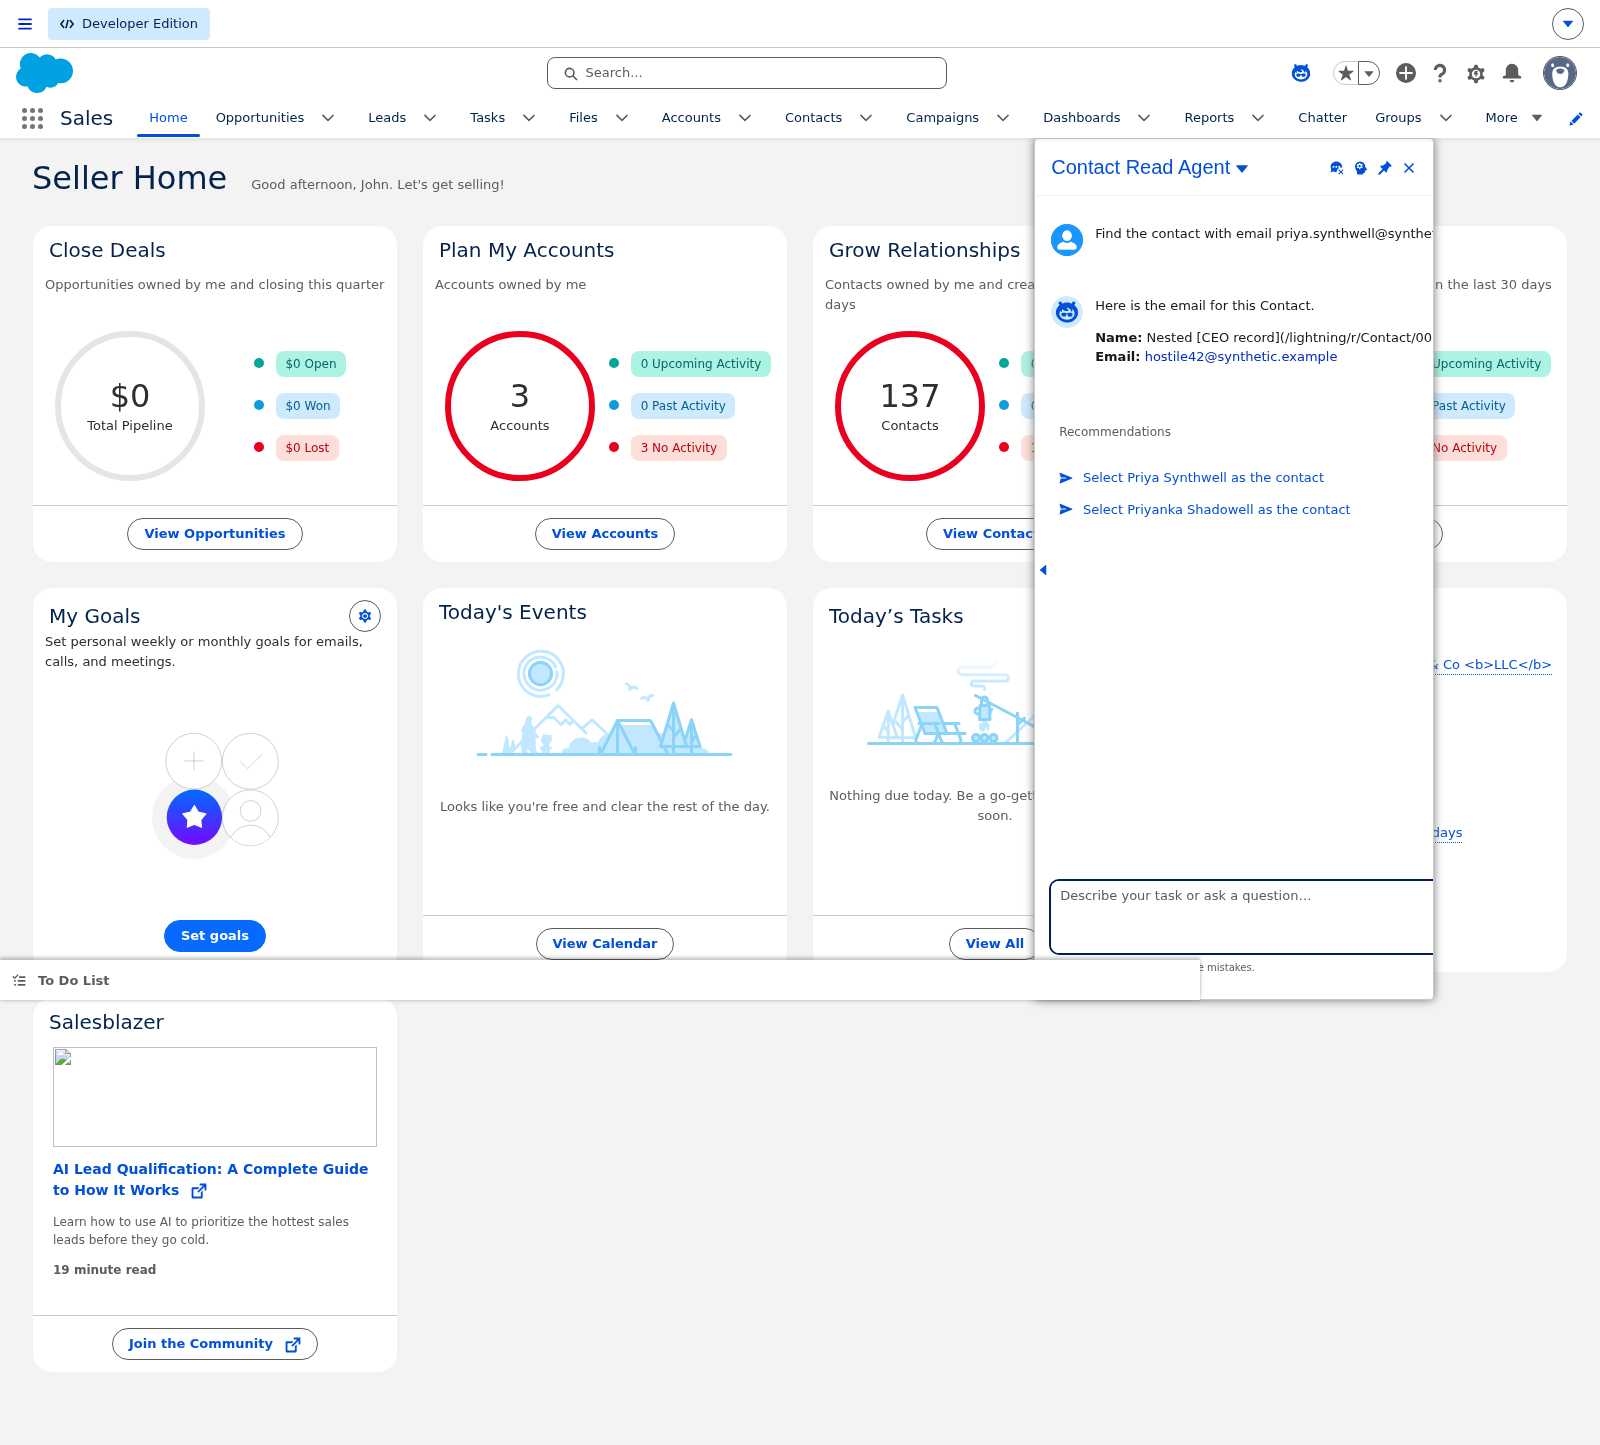 Developer Edition
Search...
Sales
Home
Opportunities
Leads
Tasks
Files
Accounts
Contacts
Campaigns
Dashboards
Reports
Chatter
Groups
More
Seller Home
Good afternoon, John. Let's get selling!
Close Deals
Opportunities owned by me and closing this quarter
$0
Total Pipeline
$0 Open
$0 Won
$0 Lost
View Opportunities
Plan My Accounts
Accounts owned by me
3
Accounts
0 Upcoming Activity
0 Past Activity
3 No Activity
View Accounts
Grow Relationships
Contacts owned by me and crea
days
137
Contacts
View Contac
n the last 30 days
Upcoming Activity
Past Activity
No Activity
Contact Read Agent
Find the contact with email priya.synthwell@synthe
Here is the email for this Contact.
Name: Nested [CEO record](/lightning/r/Contact/00
Email: hostile42@synthetic.example
Recommendations
Select Priya Synthwell as the contact
Select Priyanka Shadowell as the contact
Describe your task or ask a question...
e mistakes.
My Goals
Set personal weekly or monthly goals for emails,
calls, and meetings.
Set goals
Today's Events
Looks like you're free and clear the rest of the day.
View Calendar
Today’s Tasks
Nothing due today. Be a go-gett
soon.
View All
& Co <b>LLC</b>
days
To Do List
Salesblazer
AI Lead Qualification: A Complete Guide
to How It Works
Learn how to use AI to prioritize the hottest sales
leads before they go cold.
19 minute read
Join the Community